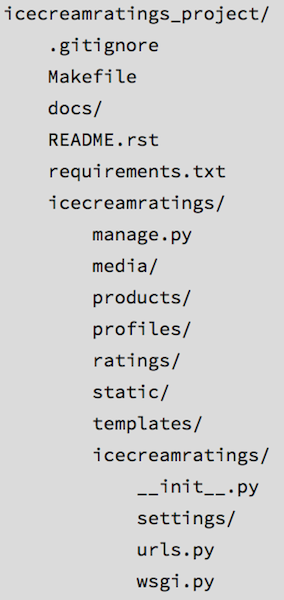 icecreamratings_project/
    .gitignore
    Makefile
    docs/
    README.rst
    requirements.txt
    icecreamratings/
        manage.py
        media/
        products/
        profiles/
        ratings/
        static/
        templates/
        icecreamratings/
            __init__.py
            settings/
            urls.py
            wsgi.py